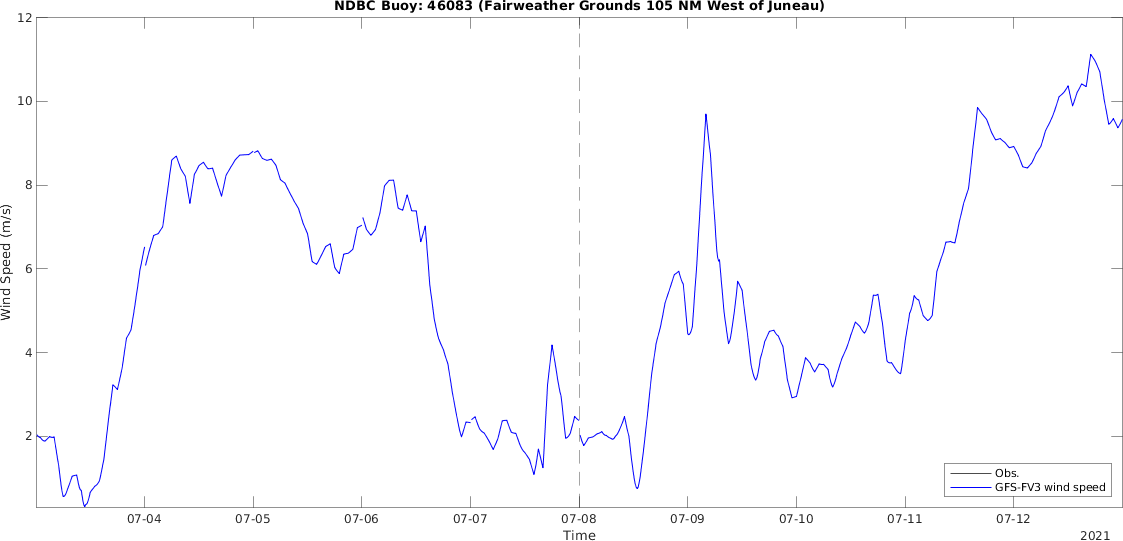 NDBC Buoy: 46083 (Fairweather Grounds 105 NM West of Juneau)
12
10
8
6
4
2
Wind Speed (m/s)
Obs.
GFS-FV3 wind speed
07-04 07-05 07-06 07-07 07-08 07-09 07-10 07-11 07-12
Time
2021